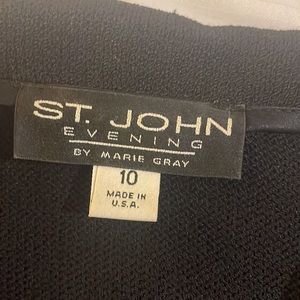 ST. JOHN
EVENING
BY MARIE GRAY
10
MADE IN
U.S.A.